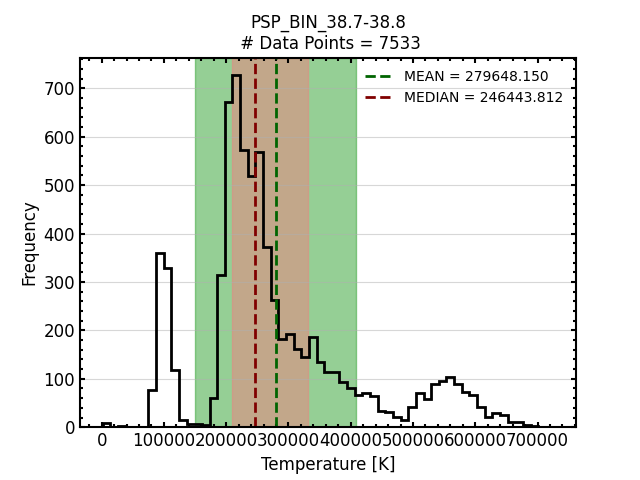 PSP_BIN_38.7-38.8
# Data Points = 7533
MEAN = 279648.150
MEDIAN = 246443.812
Frequency
700
600
500
400
300
200
100
0
0 100000 200000 300000 400000 500000 600000 700000
Temperature [K]